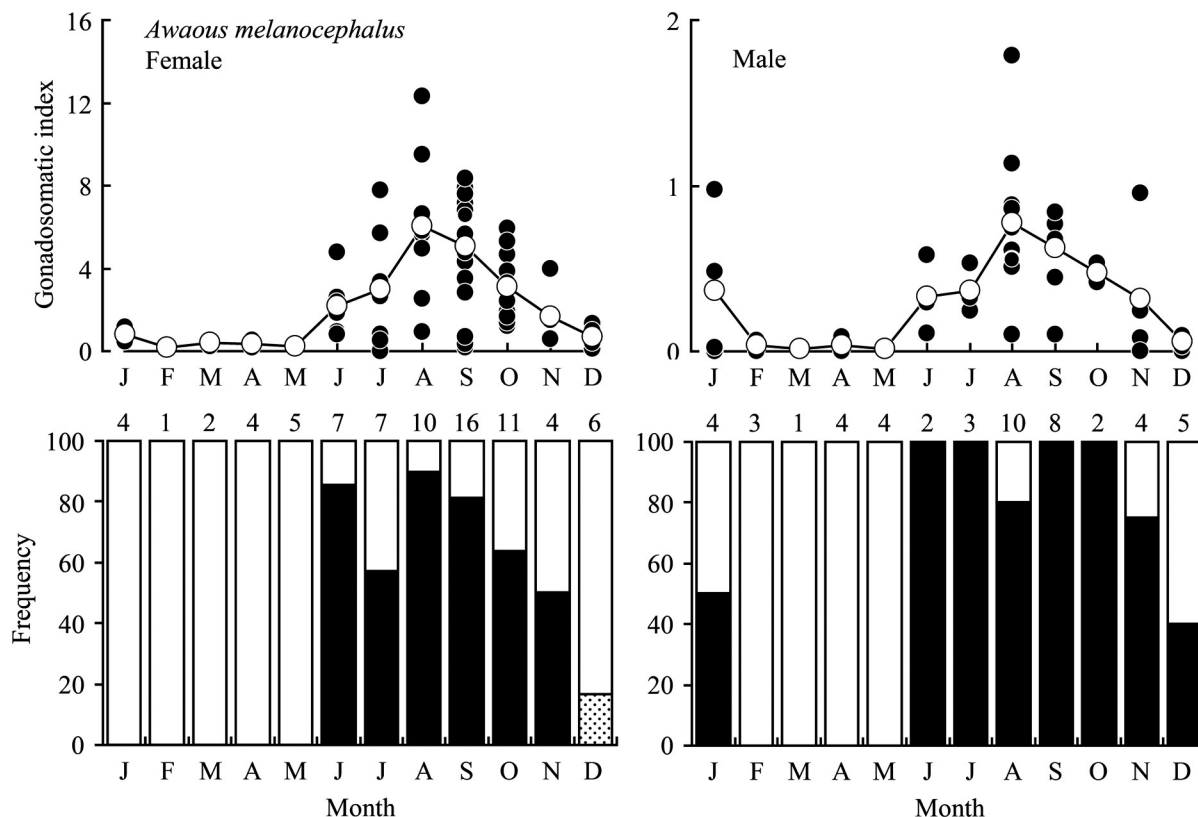 Awaous melanocephalus
Female
Male
Gonadosomatic index
16
12
8
4
0
J F M A M J J A S O N D
2
1
0
J F M A M J J A S O N D
Frequency
4 1 2 4 5 7 7 10 16 11 4 6
100
80
60
40
20
0
J F M A M J J A S O N D
Month
4 3 1 4 4 2 3 10 8 2 4 5
100
80
60
40
20
0
J F M A M J J A S O N D
Month